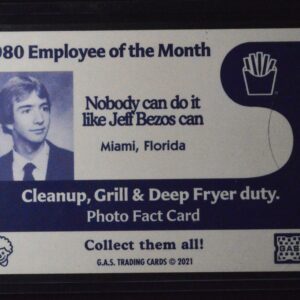 980 Employee of the Month
Nobody can do it
like Jeff Bezos can
Miami, Florida
Cleanup, Grill & Deep Fryer duty.
Photo Fact Card
Collect them all!
G.A.S. TRADING CARDS © 2021
GAS